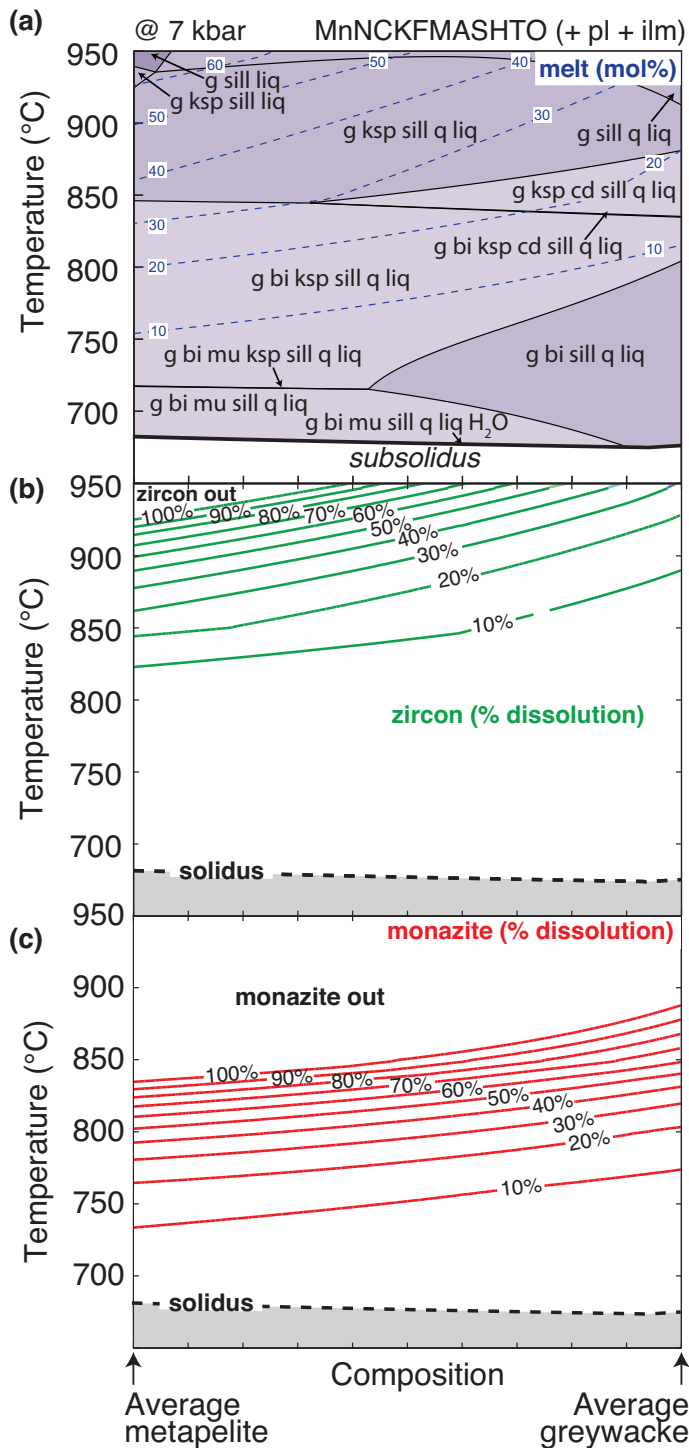 (a)
@ 7 kbar
MnNCKFMASHTO (+ pl + ilm)
950
900
850
800
750
700
Temperature (°C)
g sill liq
g ksp sill liq
60
50
40
melt (mol%)
50
30
g ksp sill q liq
g sill q liq
40
20
g ksp cd sill q liq
30
g bi ksp cd sill q liq
20
10
g bi ksp sill q liq
10
g bi mu ksp sill q liq
g bi sill q liq
g bi mu sill q liq
g bi mu sill q liq H2O
subsolidus
(b)
950
900
850
800
750
700
Temperature (°C)
zircon out
100%
90%
80%
70%
60%
50%
40%
30%
20%
10%
zircon (% dissolution)
solidus
(c)
950
900
850
800
750
700
Temperature (°C)
monazite (% dissolution)
monazite out
100%
90%
80%
70%
60%
50%
40%
30%
20%
10%
solidus
Composition
Average
metapelite
Average
greywacke